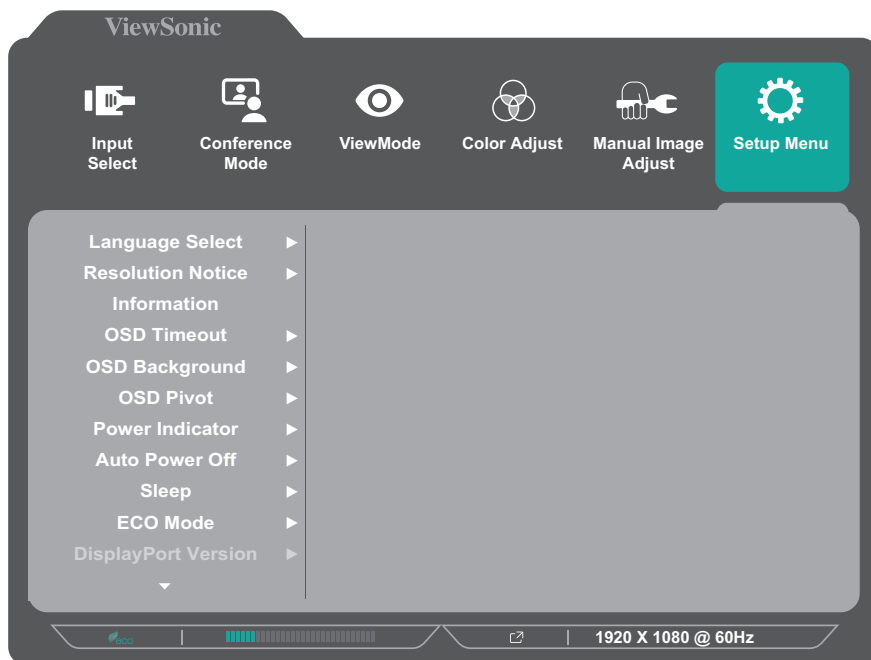 ViewSonic
Input
Select
Conference
Mode
ViewMode
Color Adjust
Manual Image
Adjust
Setup Menu
Language Select
Resolution Notice
Information
OSD Timeout
OSD Background
OSD Pivot
Power Indicator
Auto Power Off
Sleep
ECO Mode
DisplayPort Version
eco
1920 X 1080 @ 60Hz